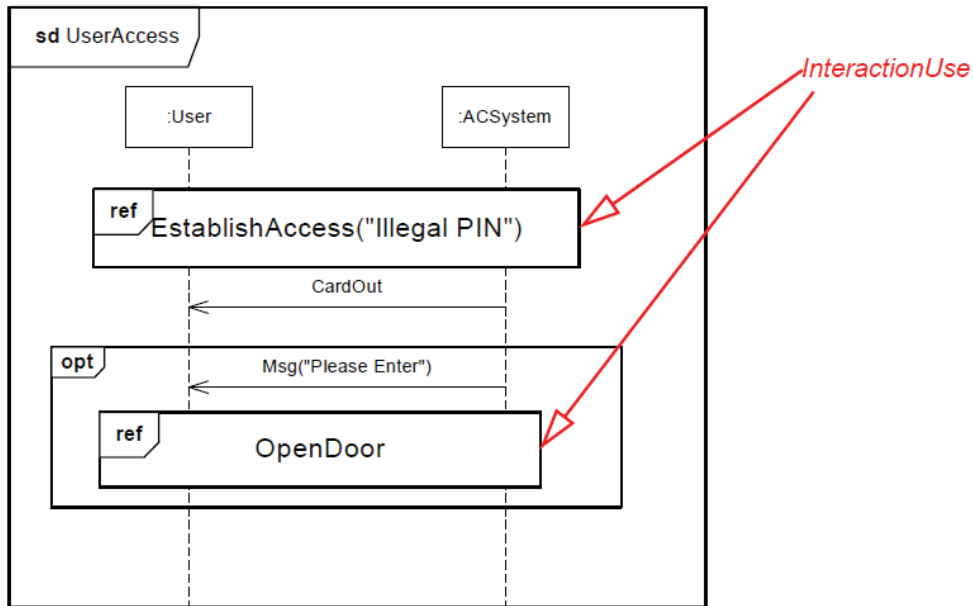 sd UserAccess
InteractionUse
:User
:ACSystem
ref
EstablishAccess("Illegal PIN")
CardOut
opt
Msg("Please Enter")
ref
OpenDoor